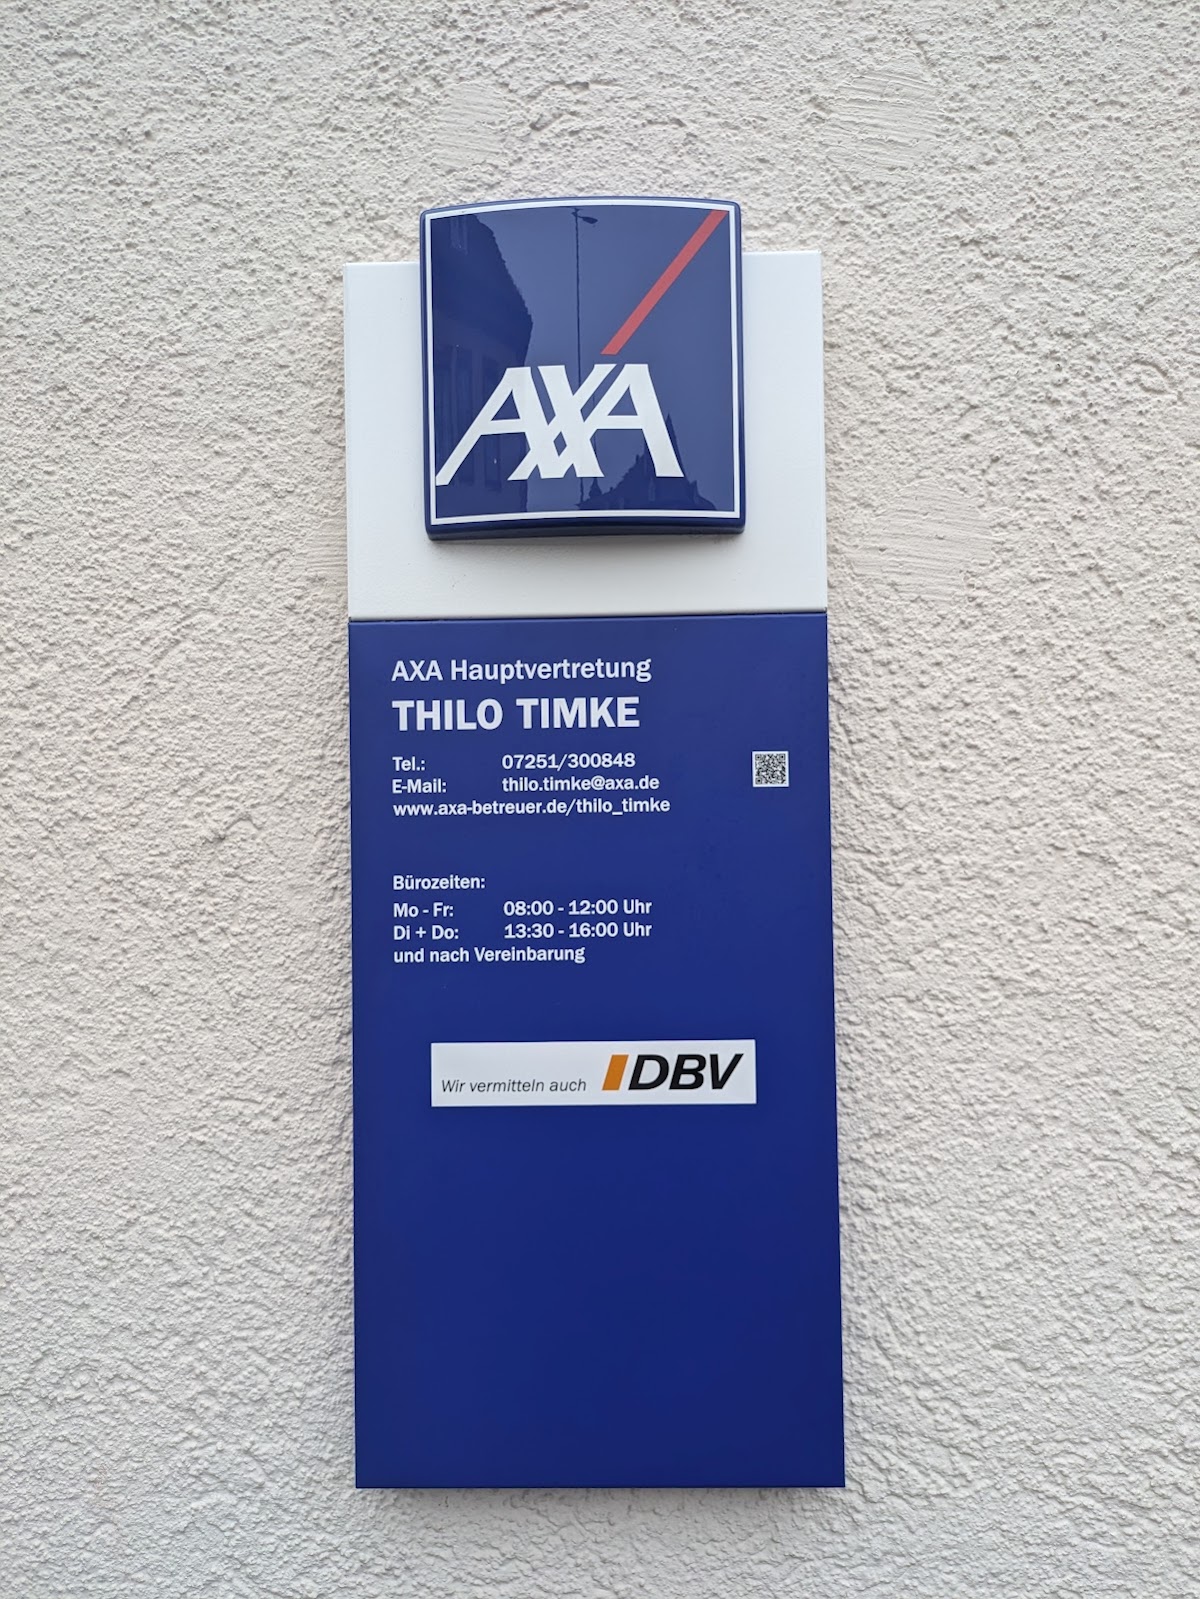 AXA
AXA Hauptvertretung
THILO TIMKE
Tel.: 07251/300848
E-Mail: thilo.timke@axa.de
www.axa-betreuer.de/thilo_timke
Bürozeiten:
Mo - Fr: 08:00 - 12:00 Uhr
Di + Do: 13:30 - 16:00 Uhr
und nach Vereinbarung
Wir vermitteln auch DBV